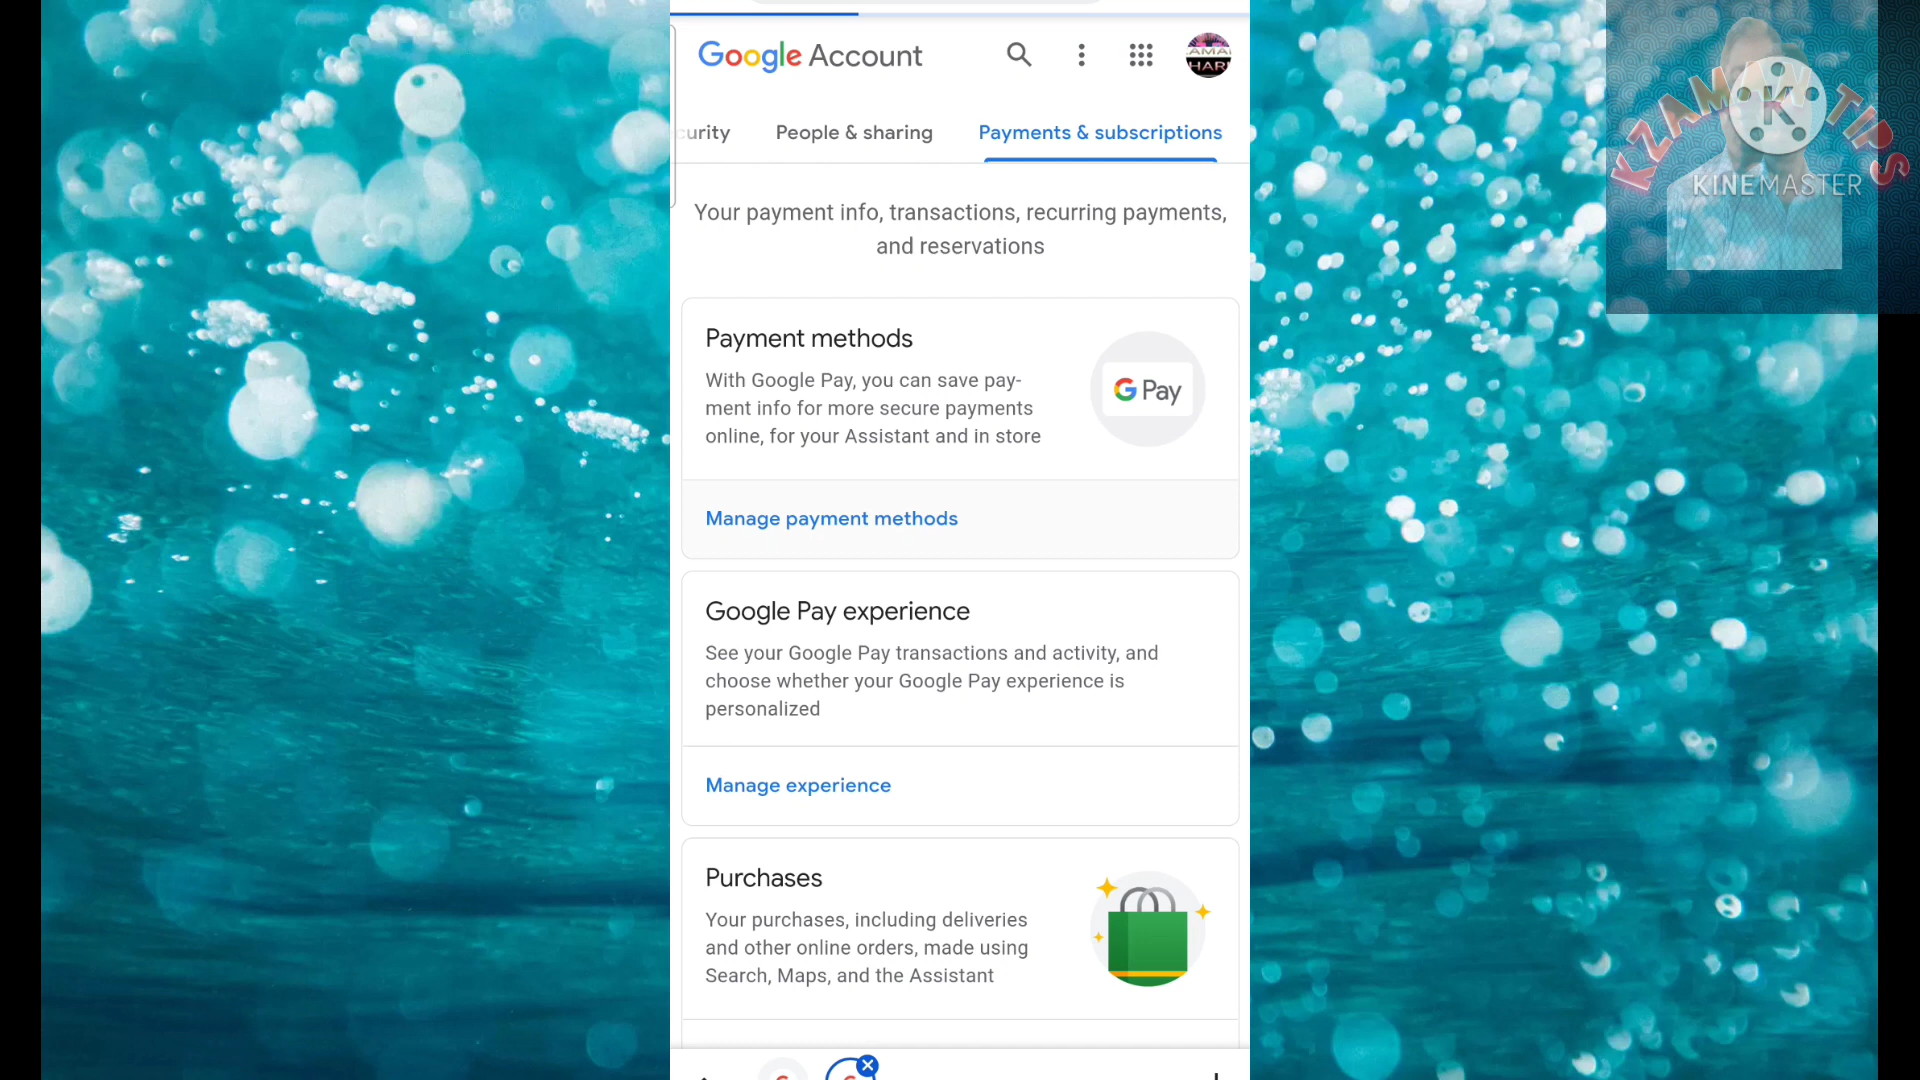 Google Account
curity
People & sharing
Payments & subscriptions
Your payment info, transactions, recurring payments,
and reservations
Payment methods
With Google Pay, you can save pay-
ment info for more secure payments
online, for your Assistant and in store
G Pay
Manage payment methods
Google Pay experience
See your Google Pay transactions and activity, and
choose whether your Google Pay experience is
personalized
Manage experience
Purchases
Your purchases, including deliveries
and other online orders, made using
Search, Maps, and the Assistant
K
KINEMASTER
TIPS